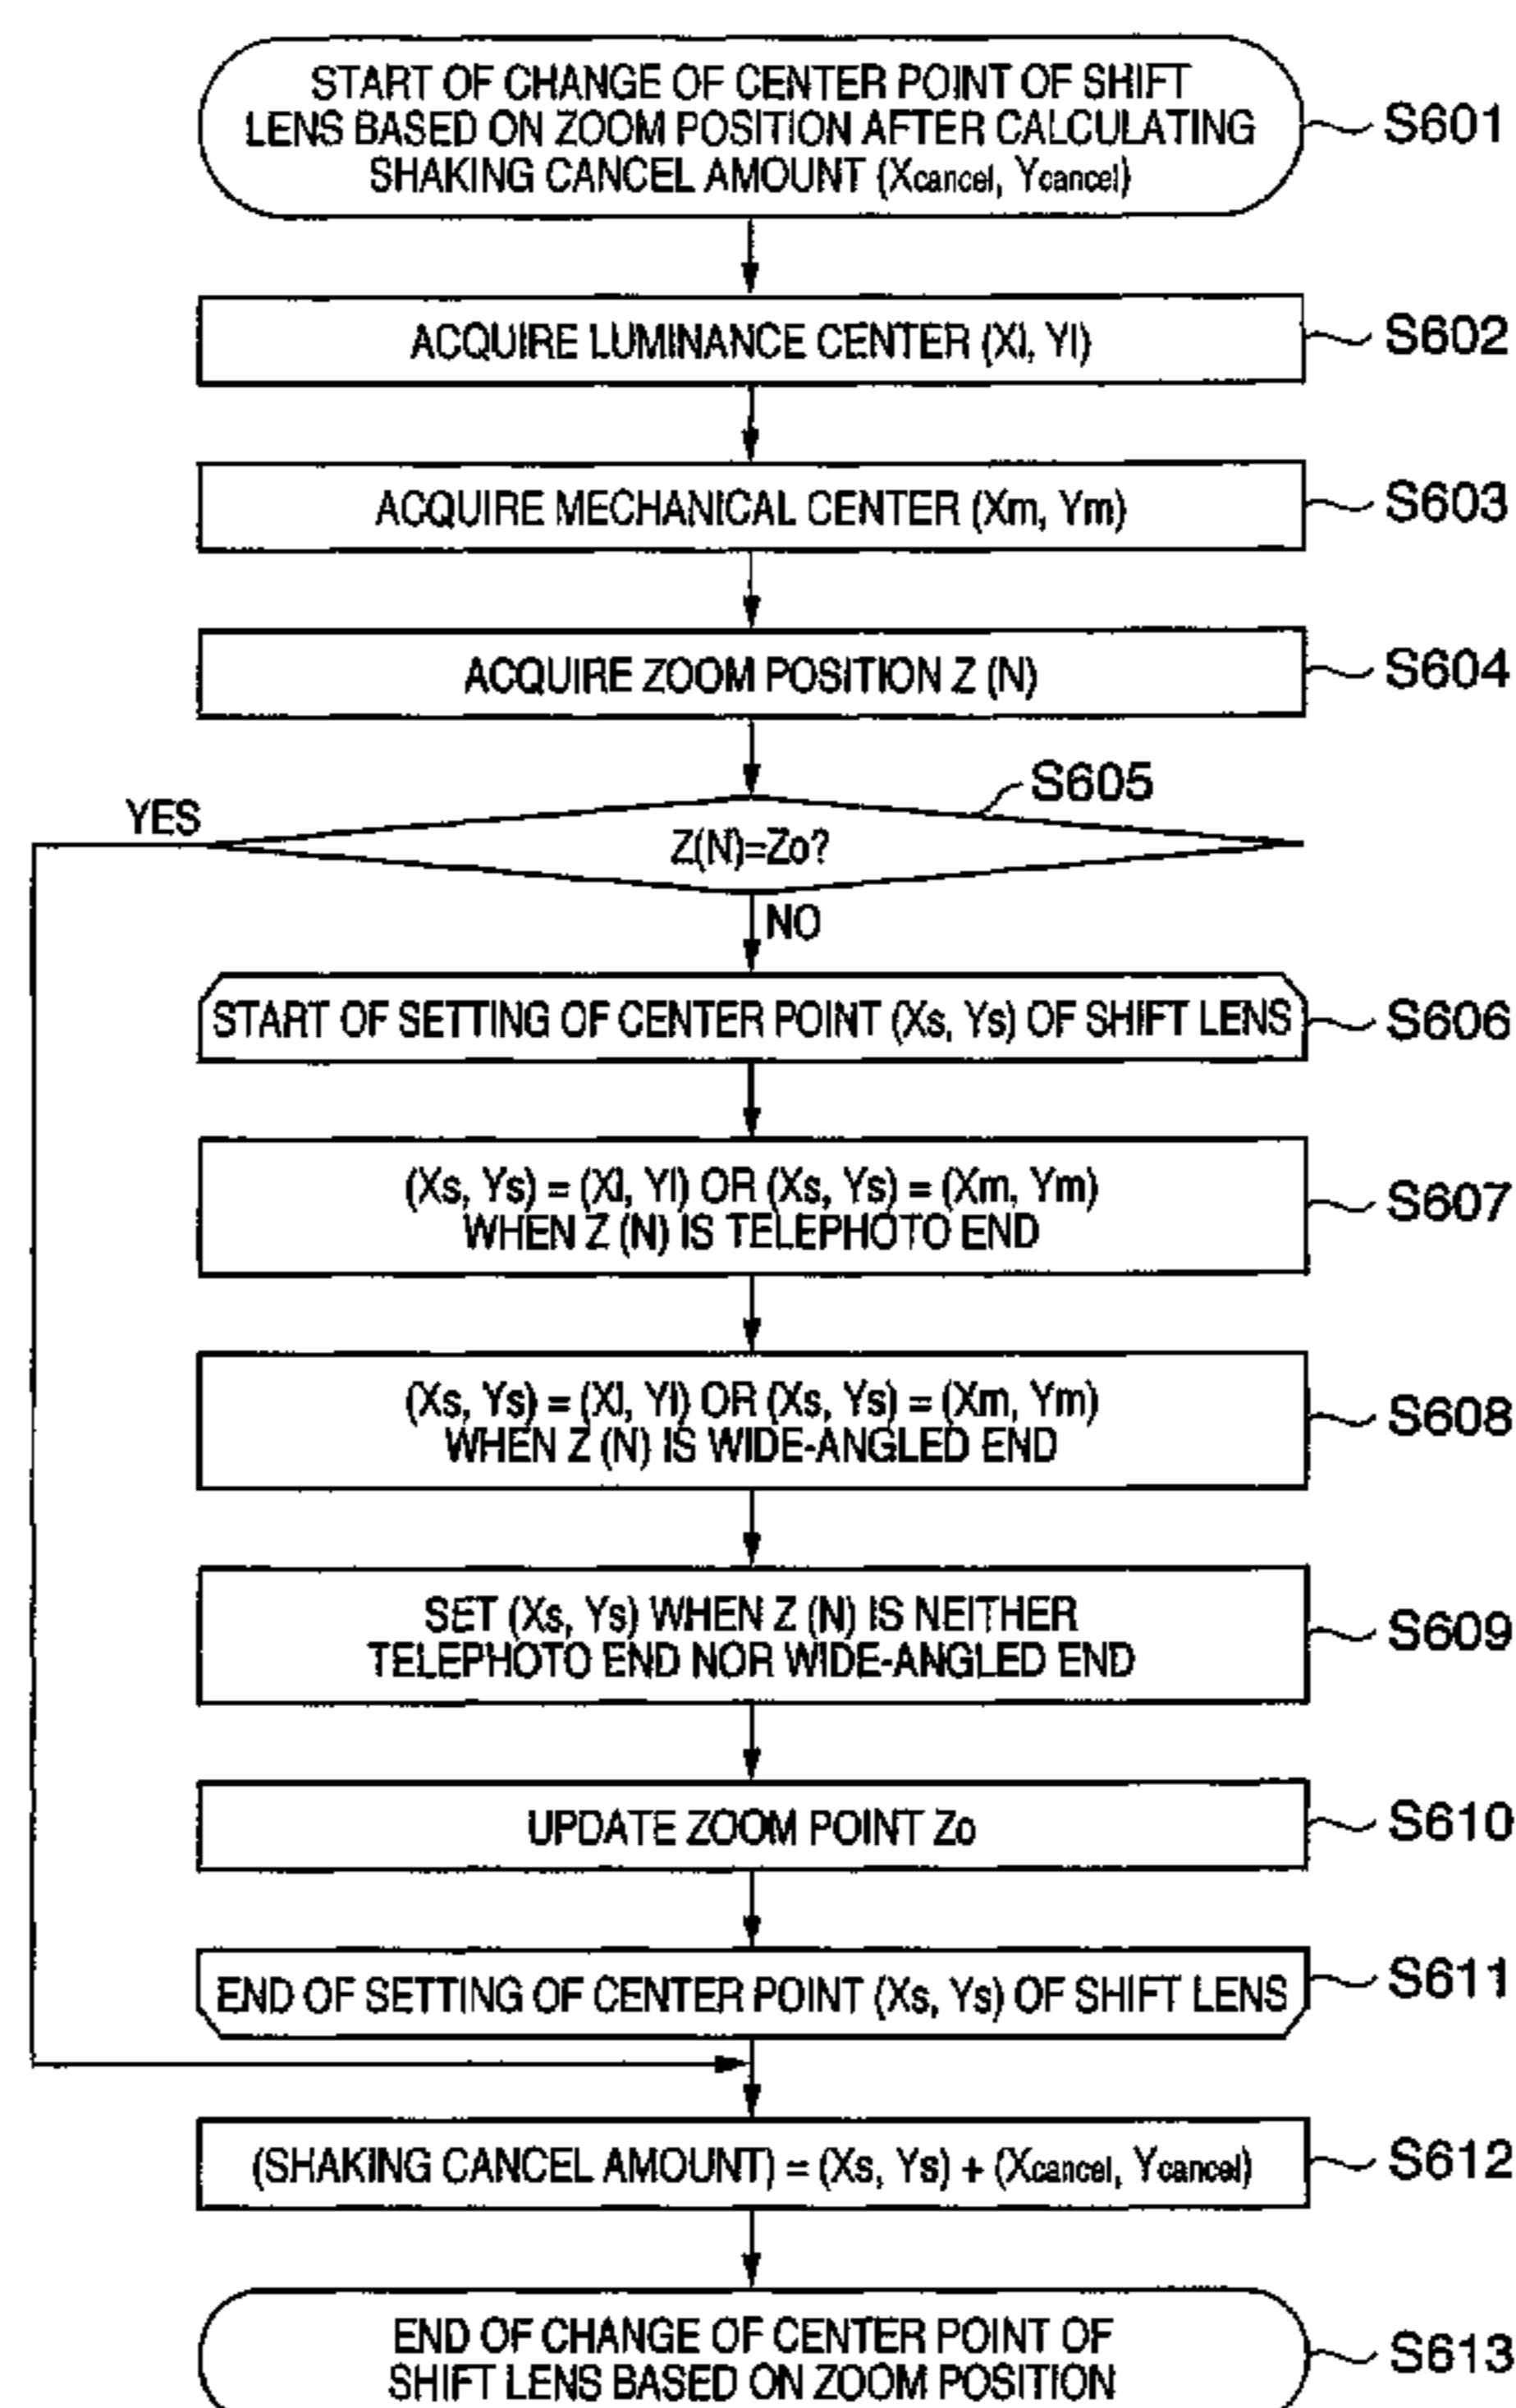 START OF CHANGE OF CENTER POINT OF SHIFT
LENS BASED ON ZOOM POSITION AFTER CALCULATING
SHAKING CANCEL AMOUNT (Xcancel, Ycancel)
S601
ACQUIRE LUMINANCE CENTER (Xl, Yl)
S602
ACQUIRE MECHANICAL CENTER (Xm, Ym)
S603
ACQUIRE ZOOM POSITION Z (N)
S604
S605
YES
Z(N)=Zo?
NO
START OF SETTING OF CENTER POINT (Xs, Ys) OF SHIFT LENS
S606
(Xs, Ys) = (Xl, Yl) OR (Xs, Ys) = (Xm, Ym)
WHEN Z (N) IS TELEPHOTO END
S607
(Xs, Ys) = (Xl, Yl) OR (Xs, Ys) = (Xm, Ym)
WHEN Z (N) IS WIDE-ANGLED END
S608
SET (Xs, Ys) WHEN Z (N) IS NEITHER
TELEPHOTO END NOR WIDE-ANGLED END
S609
UPDATE ZOOM POINT Zo
S610
END OF SETTING OF CENTER POINT (Xs, Ys) OF SHIFT LENS
S611
(SHAKING CANCEL AMOUNT) = (Xs, Ys) + (Xcancel, Ycancel)
S612
END OF CHANGE OF CENTER POINT OF
SHIFT LENS BASED ON ZOOM POSITION
S613